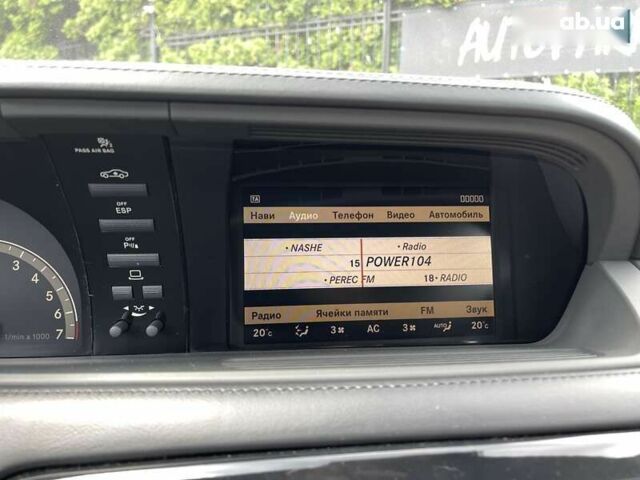 ab.ua
PASS AIR BAG
OFF
ESP
OFF
P
TA
00000
Нави Аудио Телефон Видео Автомобиль
• NASHE • Radio
15 POWER104
• PEREC FM 18• RADIO
Радио Ячейки памяти FM Звук
20°C 3 AC 3 AUTO 20°C
3
4
5
6
7
1/min x 1000